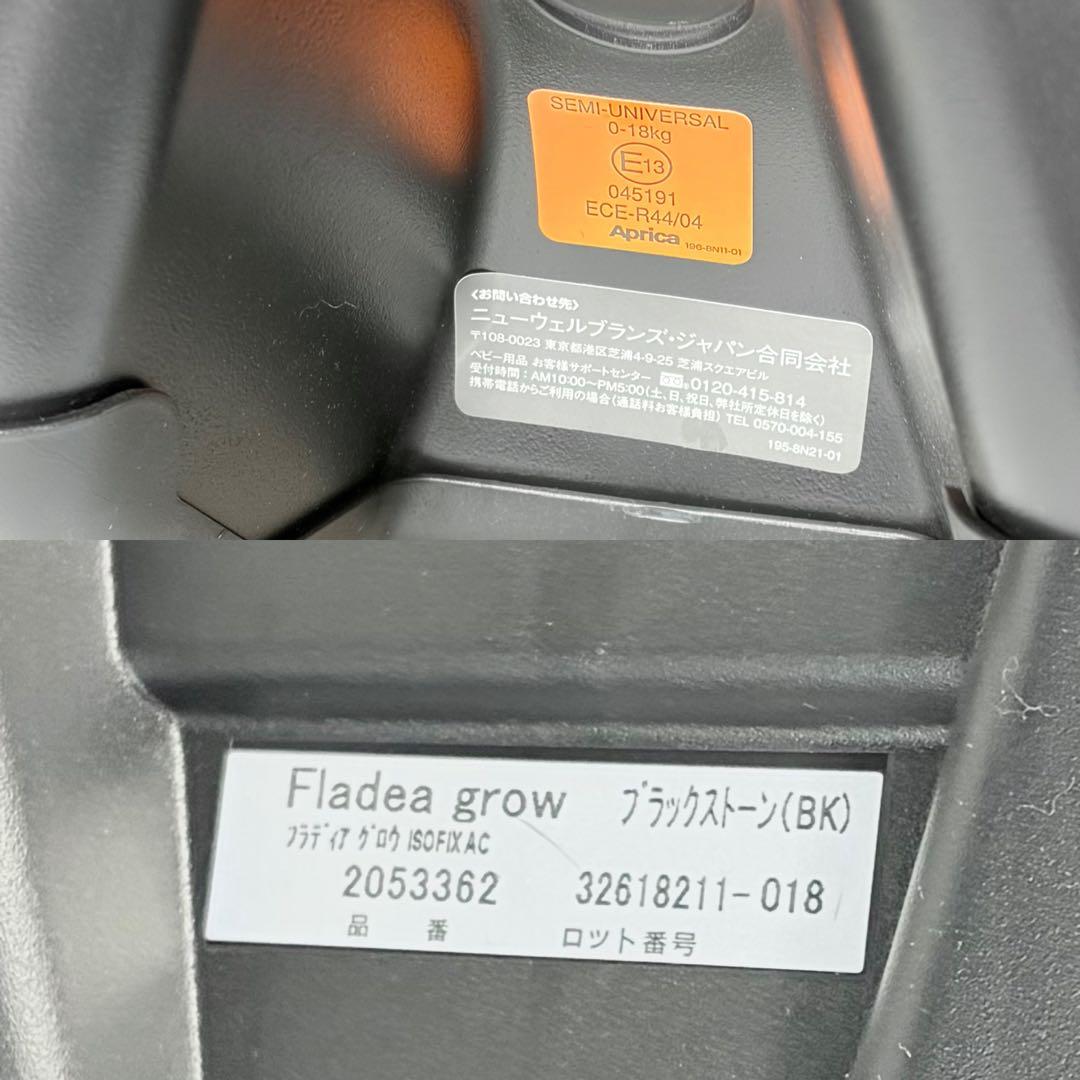 SEMI-UNIVERSAL
0-18kg
E13
045191
ECE-R44/04
Aprica 196-8N11-01
〈お問い合わせ先〉
ニューウェルブランズ・ジャパン合同会社
〒108-0023 東京都港区芝浦4-9-25 芝浦スクエアビル
ベビー用品 お客様サポートセンター 0120-415-814
受付時間：AM10:00〜PM5:00(土、日、祝日、弊社所定休日を除く)
携帯電話からご利用の場合(通話料お客様負担) TEL 0570-004-155
195-8N21-01
Fladea grow ブラックストーン(BK)
フラディア グロウ ISOFIX AC
2053362 32618211-018
品 番 ロット番号